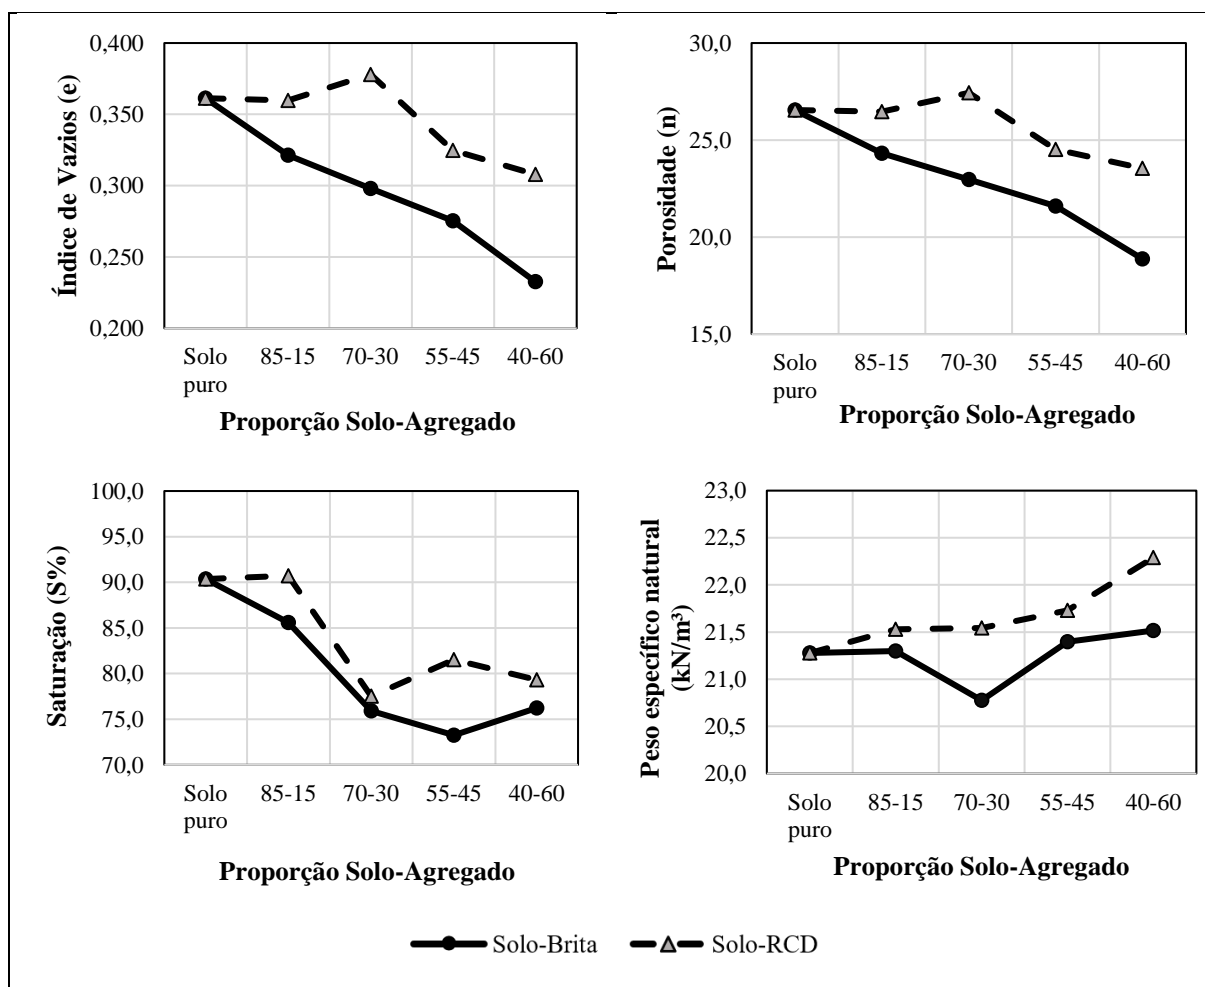 0,400
0,350
0,300
0,250
0,200
Índice de Vazios (e)
Solo puro
85-15
70-30
55-45
40-60
Proporção Solo-Agregado
30,0
25,0
20,0
15,0
Porosidade (n)
Solo puro
85-15
70-30
55-45
40-60
Proporção Solo-Agregado
100,0
95,0
90,0
85,0
80,0
75,0
70,0
Saturação (S%)
Solo puro
85-15
70-30
55-45
40-60
Proporção Solo-Agregado
23,0
22,5
22,0
21,5
21,0
20,5
20,0
Peso específico natural
(kN/m³)
Solo puro
85-15
70-30
55-45
40-60
Proporção Solo-Agregado
Solo-Brita
Solo-RCD